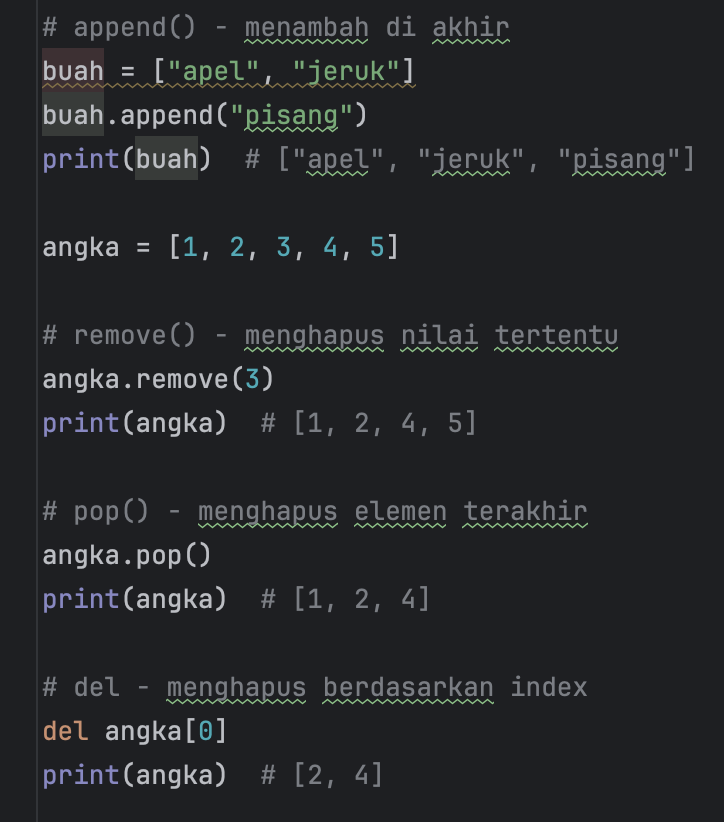 # append() - menambah di akhir
buah = ["apel", "jeruk"]
buah.append("pisang")
print(buah)  # ["apel", "jeruk", "pisang"]
angka = [1, 2, 3, 4, 5]
# remove() - menghapus nilai tertentu
angka.remove(3)
print(angka)  # [1, 2, 4, 5]
# pop() - menghapus elemen terakhir
angka.pop()
print(angka)  # [1, 2, 4]
# del - menghapus berdasarkan index
del angka[0]
print(angka)  # [2, 4]